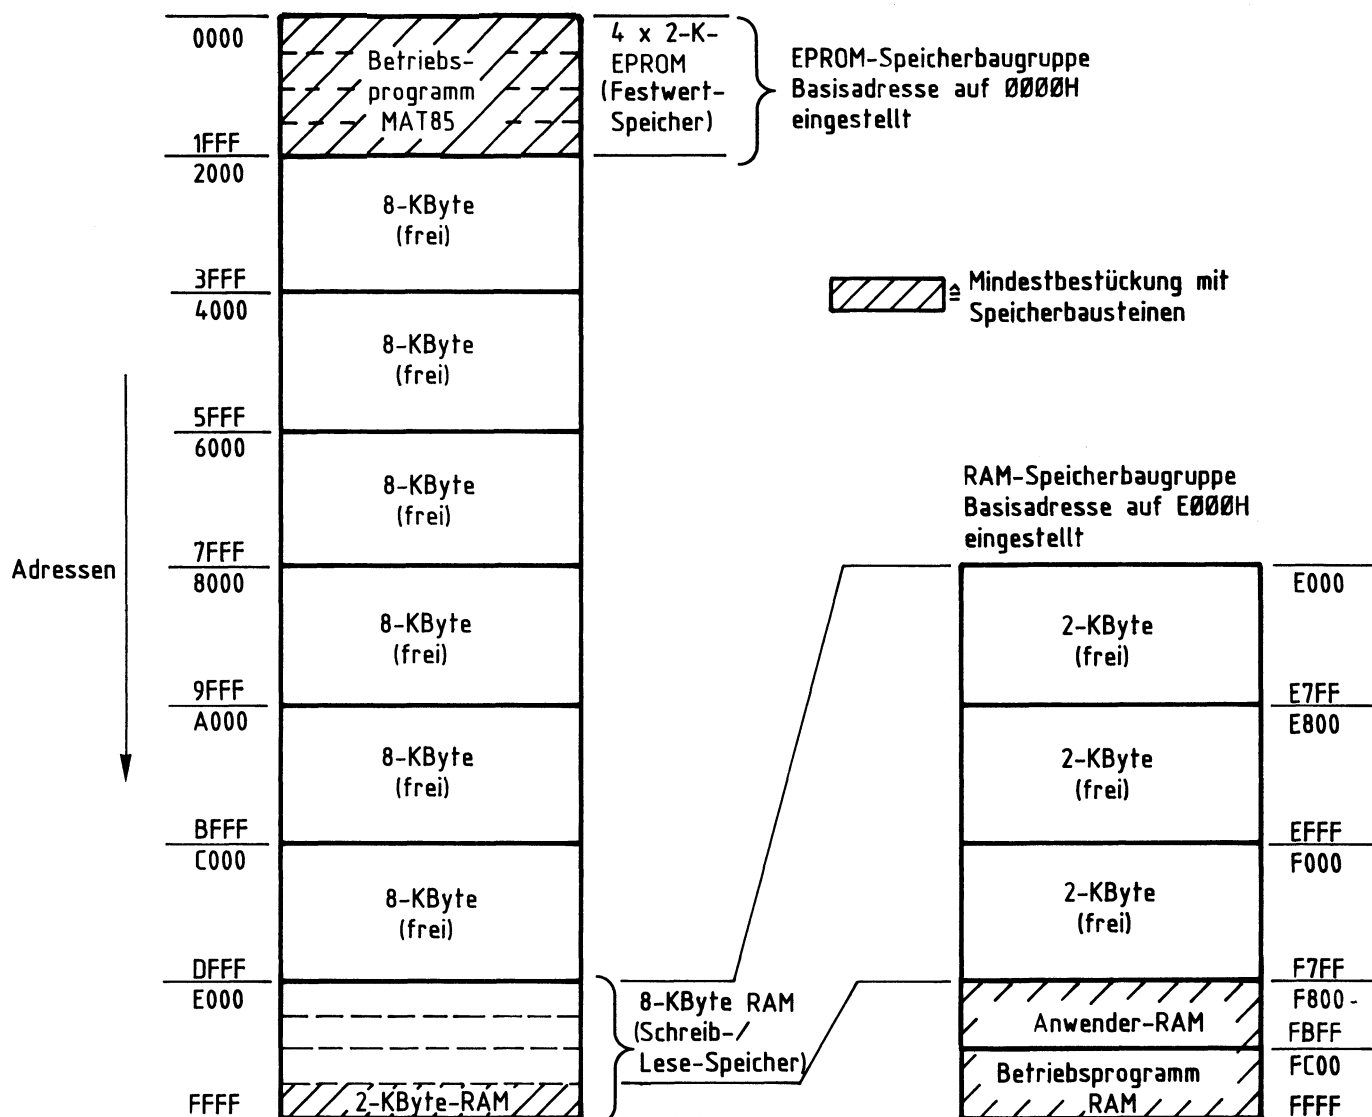 0000
Betriebs-
programm
MAT85
1FFF
4 x 2-K-
EPROM
(Festwert-
Speicher)
EPROM-Speicherbaugruppe
Basisadresse auf 0000H
eingestellt
2000
8-KByte
(frei)
3FFF
4000
8-KByte
(frei)
5FFF
6000
8-KByte
(frei)
7FFF
8000
8-KByte
(frei)
9FFF
A000
8-KByte
(frei)
BFFF
C000
8-KByte
(frei)
DFFF
E000
2-KByte-RAM
FFFF
Adressen
8-KByte RAM
(Schreib-/
Lese-Speicher)
≙ Mindestbestückung mit
Speicherbausteinen
RAM-Speicherbaugruppe
Basisadresse auf E000H
eingestellt
E000
2-KByte
(frei)
E7FF
E800
2-KByte
(frei)
EFFF
F000
2-KByte
(frei)
F7FF
F800-
Anwender-RAM
FBFF
FC00
Betriebsprogramm
RAM
FFFF